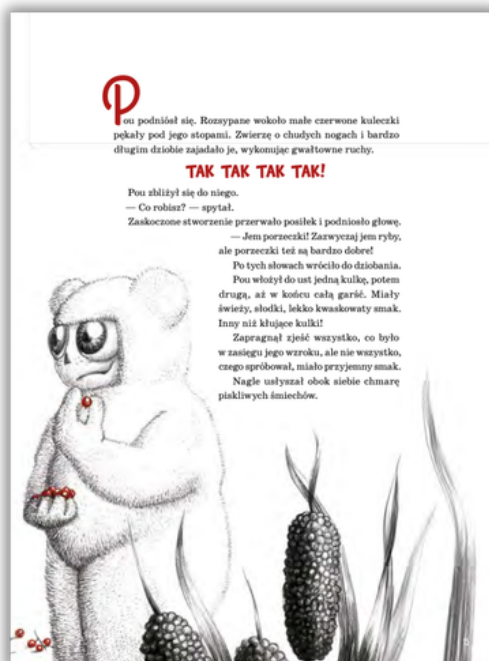 Pou podniósł się. Rozsypane wokoło małe czerwone kuleczki
pękały pod jego stopami. Zwierzę o chudych nogach i bardzo
długim dziobie zajadało je, wykonując gwałtowne ruchy.
TAK TAK TAK TAK!
Pou zbliżył się do niego.
— Co robisz? — spytał.
Zaskoczone stworzenie przerwało posiłek i podniosło głowę.
— Jem porzeczki! Zazwyczaj jem ryby,
ale porzeczki też są bardzo dobre!
Po tych słowach wróciło do dziobania.
Pou włożył do ust jedną kulkę, potem
drugą, aż w końcu całą garść. Miały
świeży, słodki, lekko kwaskowaty smak.
Inny niż kłujące kulki!
Zapragnął zjeść wszystko, co było
w zasięgu jego wzroku, ale nie wszystko,
czego spróbował, miało przyjemny smak.
Nagle usłyszał obok siebie chmarę
piskliwych śmiechów.